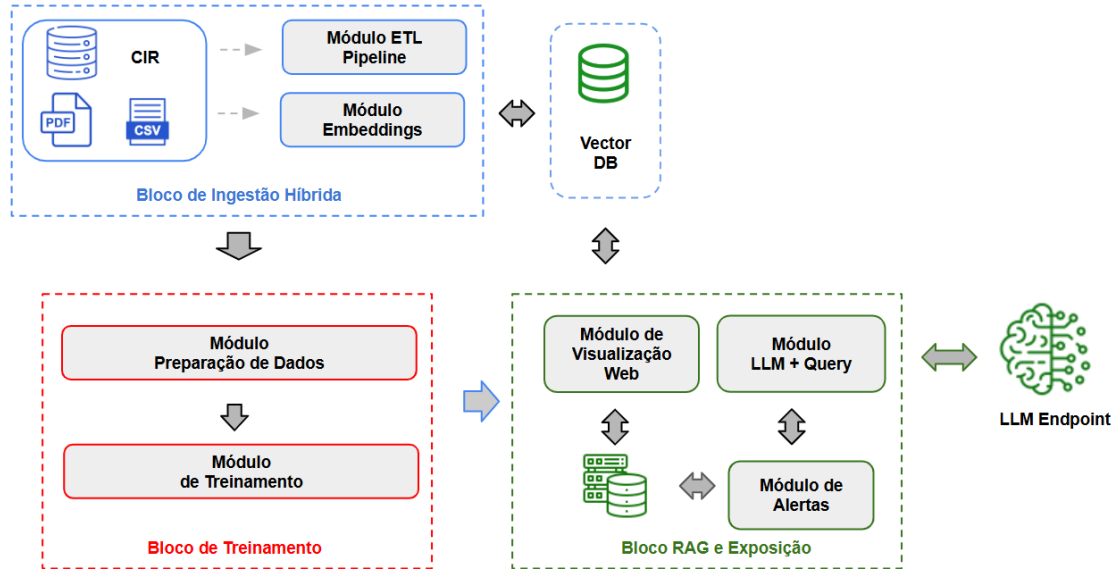 CIR
PDF
CSV
Módulo ETL
Pipeline
Módulo
Embeddings
Bloco de Ingestão Híbrida
Vector
DB
Módulo
Preparação de Dados
Módulo
de Treinamento
Bloco de Treinamento
Módulo de
Visualização
Web
Módulo
LLM + Query
Módulo de
Alertas
Bloco RAG e Exposição
LLM Endpoint